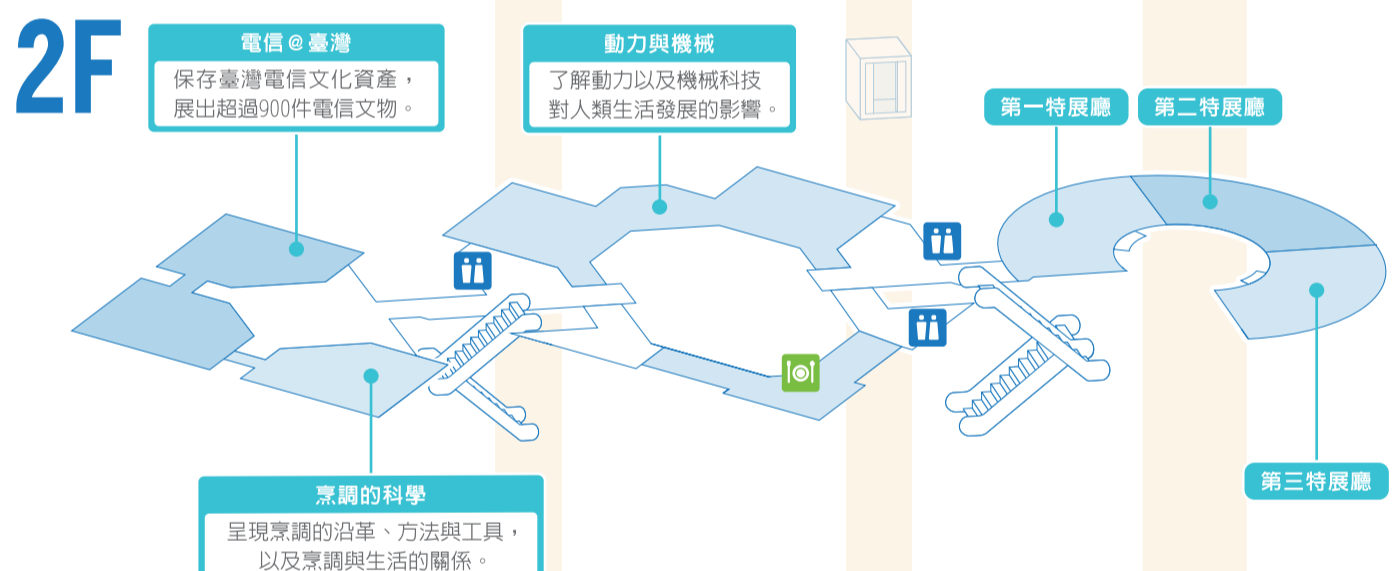 2F
電信@臺灣
保存臺灣電信文化資產，
展出超過900件電信文物。
動力與機械
了解動力以及機械科技
對人類生活發展的影響。
第一特展廳
第二特展廳
第三特展廳
烹調的科學
呈現烹調的沿革、方法與工具，
以及烹調與生活的關係。